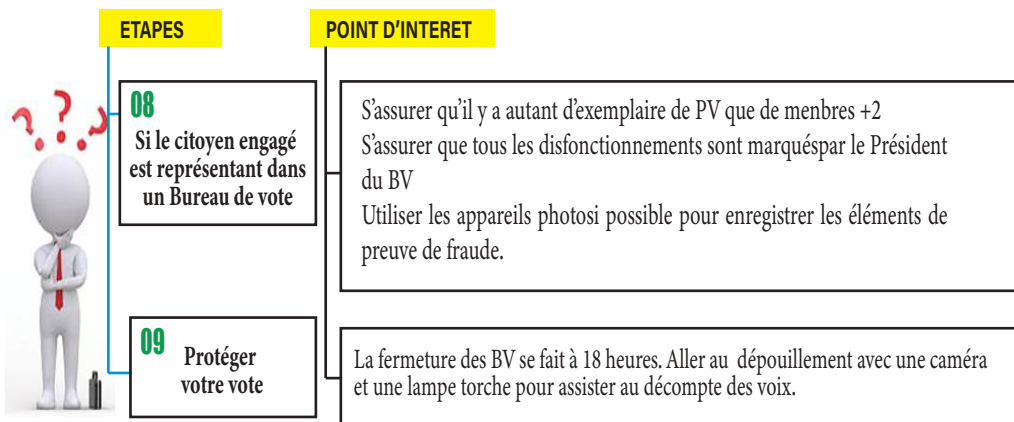 ETAPES
POINT D'INTERET
08
Si le citoyen engagé
est représentant dans
un Bureau de vote
S'assurer qu'il y a autant d'exemplaire de PV que de menbres +2
S'assurer que tous les disfonctionnements sont marquéspar le Président
du BV
Utiliser les appareils photosi possible pour enregistrer les éléments de
preuve de fraude.
09
Protéger
votre vote
La fermeture des BV se fait à 18 heures. Aller au dépouillement avec une caméra
et une lampe torche pour assister au décompte des voix.